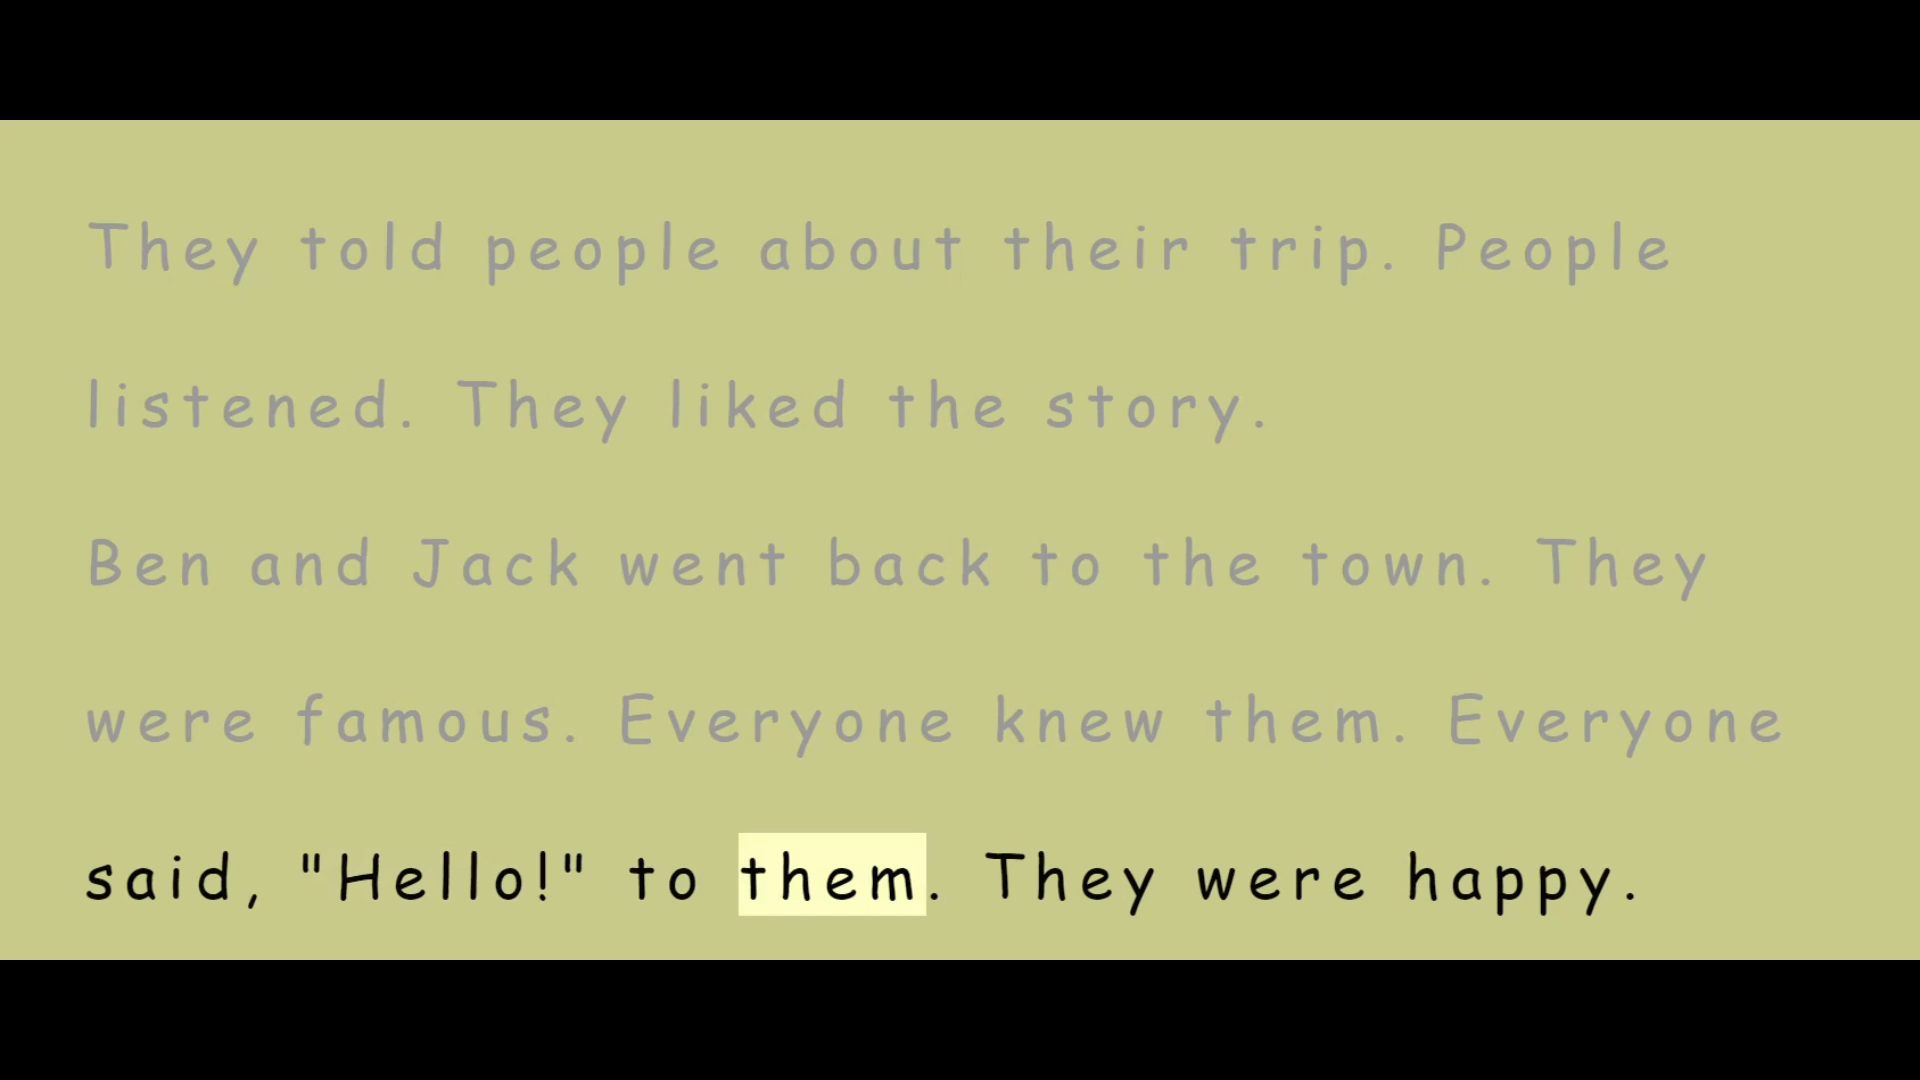 They told people about their trip. People
listened. They liked the story.
Ben and Jack went back to the town. They
were famous. Everyone knew them. Everyone
said, "Hello!" to them. They were happy.